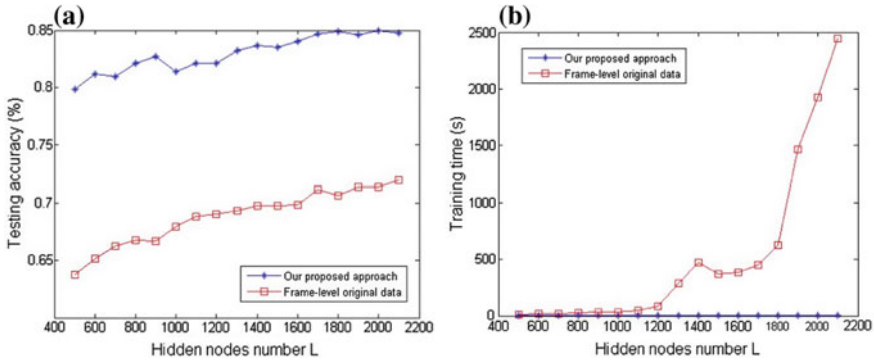 (a)
0.85
0.8
0.75
0.7
0.65
Testing accuracy (%)
Our proposed approach
Frame-level original data
400 600 800 1000 1200 1400 1600 1800 2000 2200
Hidden nodes number L
(b)
2500
2000
1500
1000
500
0
Training time (s)
Our proposed approach
Frame-level original data
400 600 800 1000 1200 1400 1600 1800 2000 2200
Hidden nodes number L